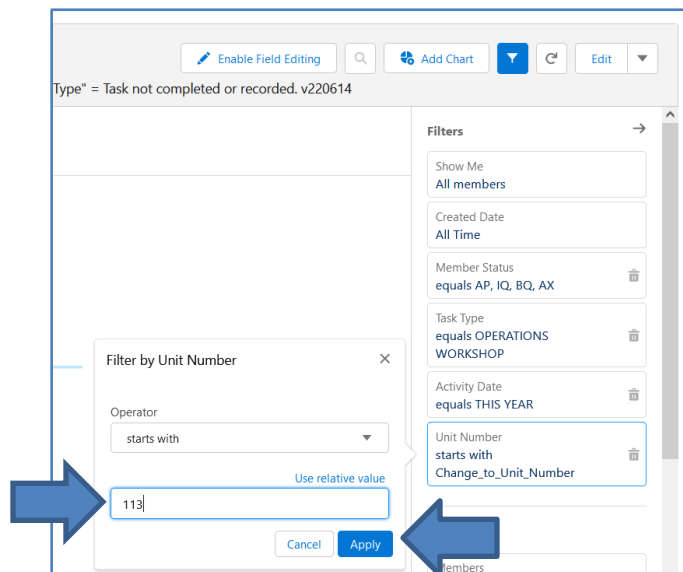 Enable Field Editing
Add Chart
Edit
Type" = Task not completed or recorded. v220614
Filters
Show Me
All members
Created Date
All Time
Member Status
equals AP, IQ, BQ, AX
Task Type
equals OPERATIONS
WORKSHOP
Activity Date
equals THIS YEAR
Unit Number
starts with
Change_to_Unit_Number
Members
Filter by Unit Number
Operator
starts with
Use relative value
113
Cancel
Apply